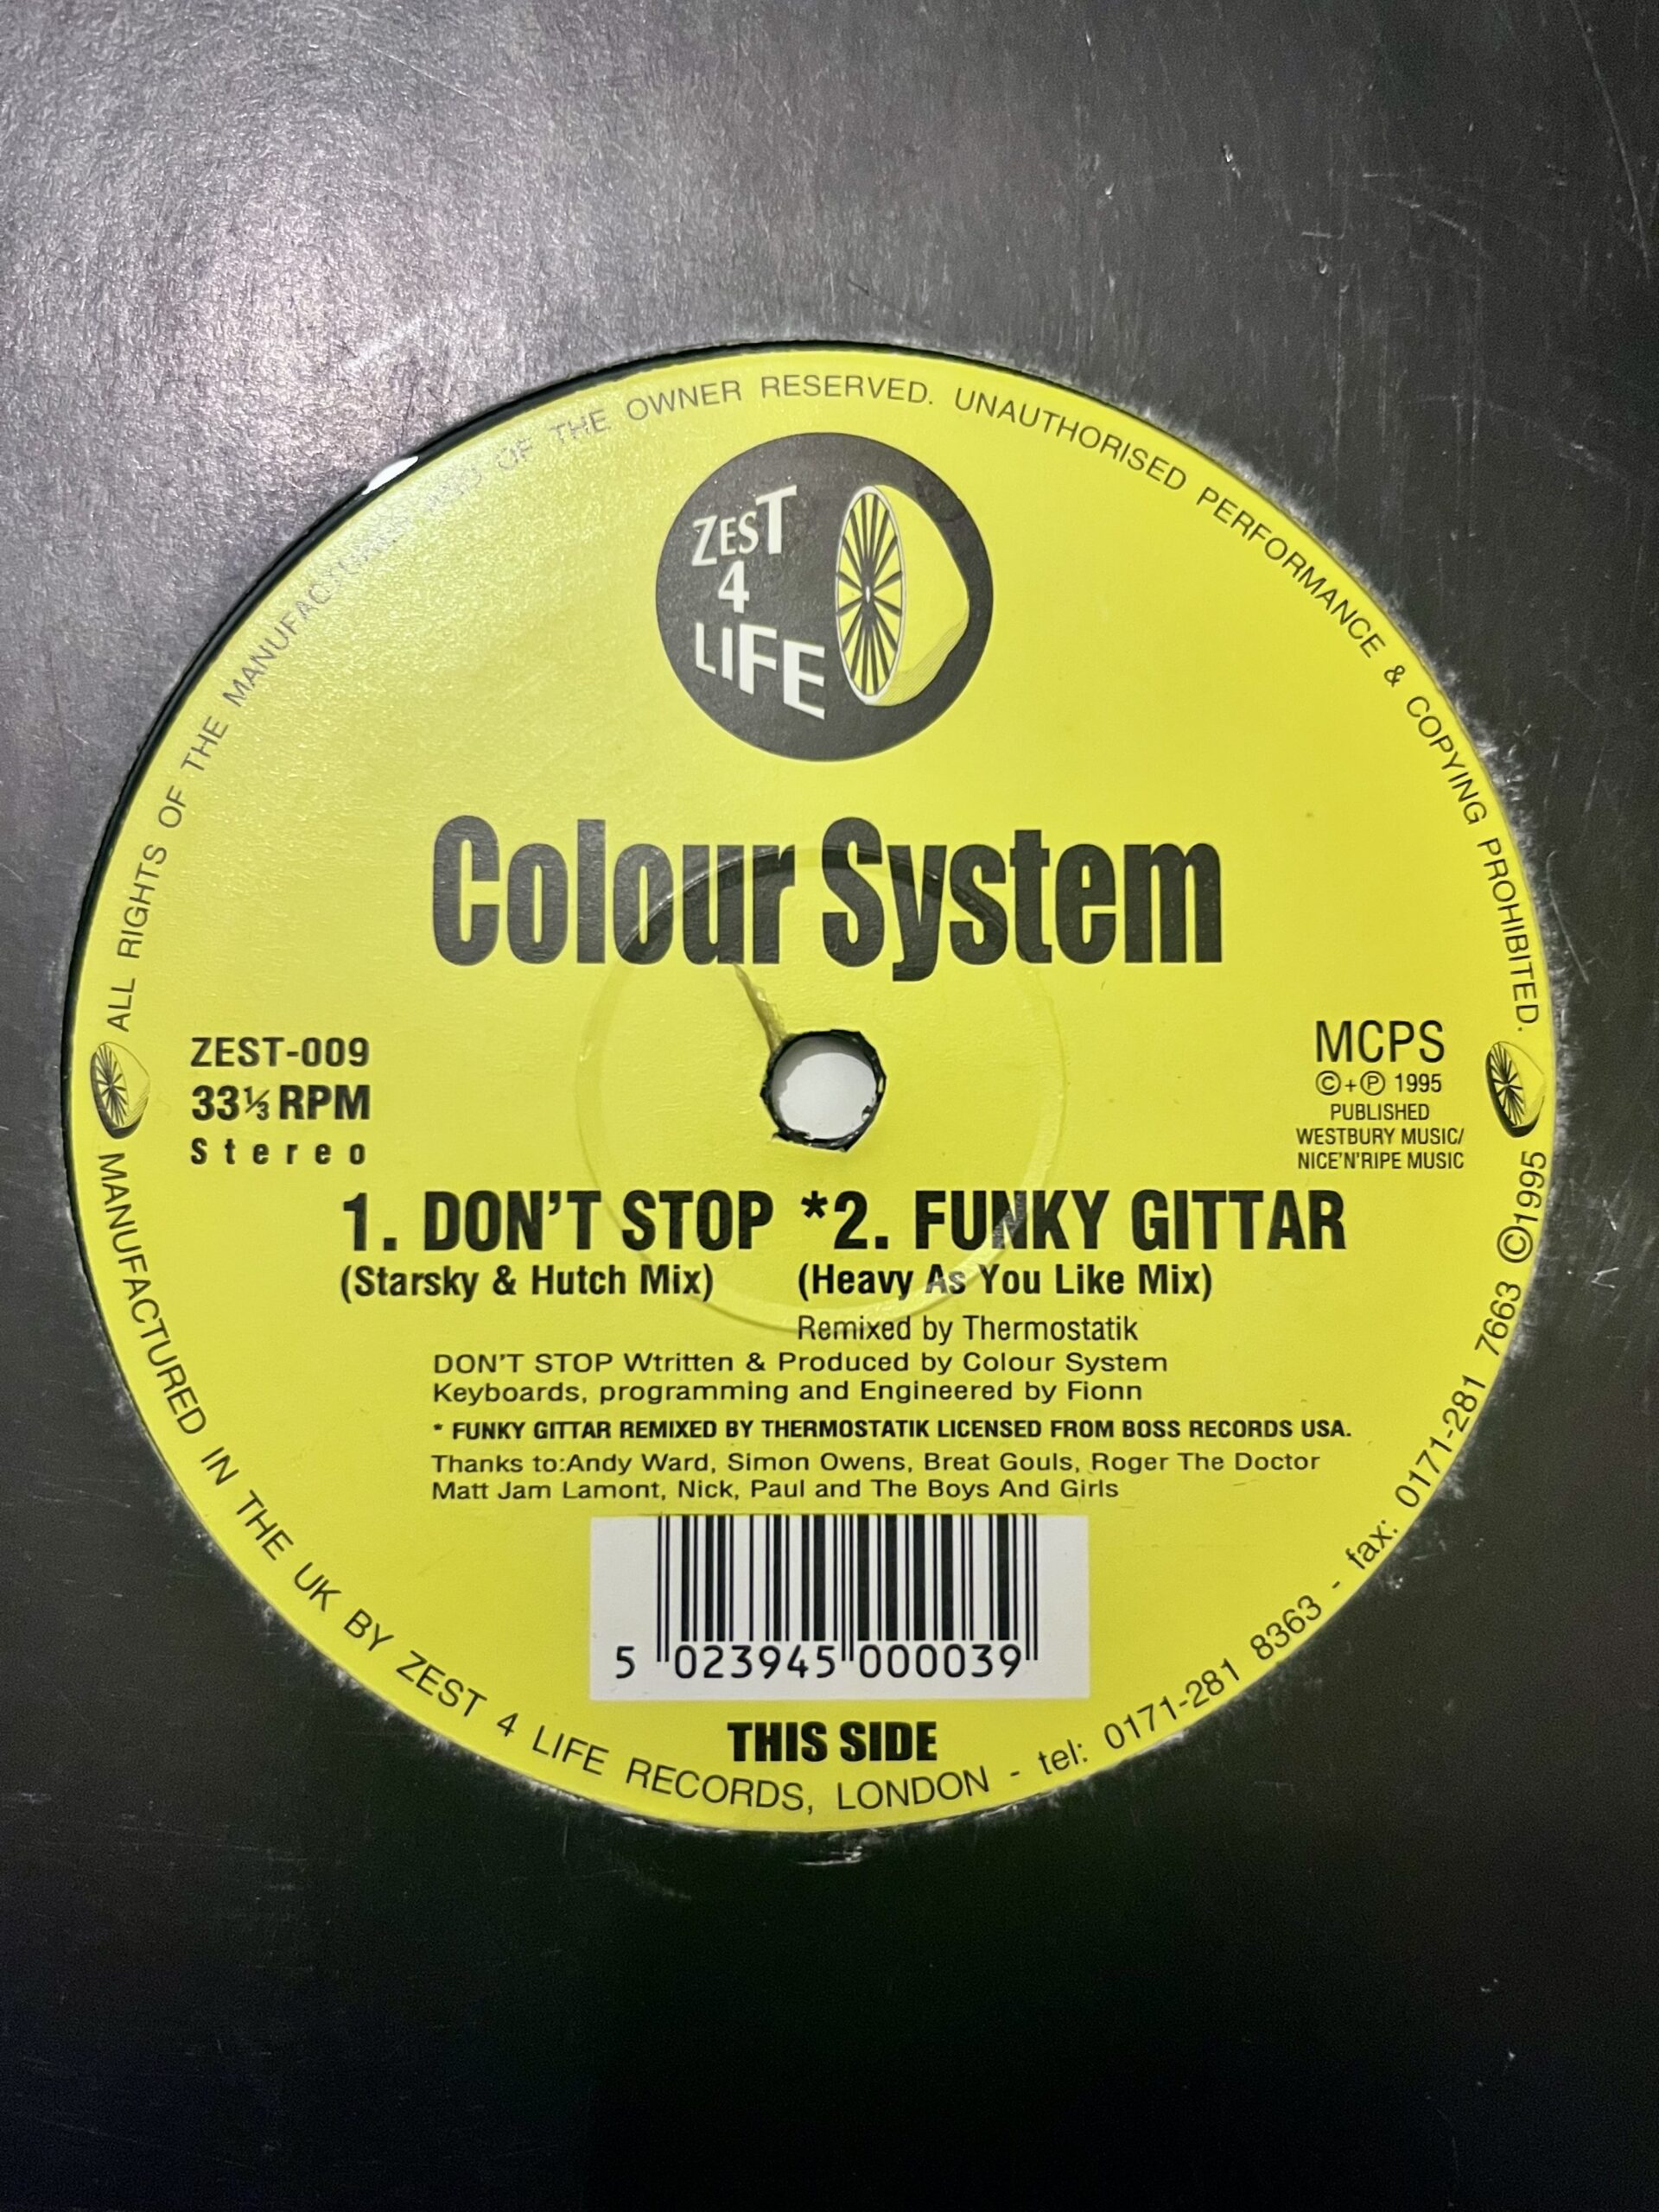 ALL RIGHTS OF THE MANUFACTURER AND OF THE OWNER RESERVED. UNAUTHORISED PERFORMANCE & COPYING PROHIBITED.
ZEST
4
LIFE
Colour System
ZEST-009
33⅓ RPM
Stereo
MCPS
©+℗ 1995
PUBLISHED
WESTBURY MUSIC/
NICE'N'RIPE MUSIC
1. DON'T STOP *2. FUNKY GITTAR
(Starsky & Hutch Mix) (Heavy As You Like Mix)
Remixed by Thermostatik
DON'T STOP Wtritten & Produced by Colour System
Keyboards, programming and Engineered by Fionn
* FUNKY GITTAR REMIXED BY THERMOSTATIK LICENSED FROM BOSS RECORDS USA.
Thanks to:Andy Ward, Simon Owens, Breat Gouls, Roger The Doctor
Matt Jam Lamont, Nick, Paul and The Boys And Girls
5 023945 000039
THIS SIDE
MANUFACTURED IN THE UK BY ZEST 4 LIFE RECORDS, LONDON - tel: 0171-281 8363 - fax: 0171-281 7663 ©1995